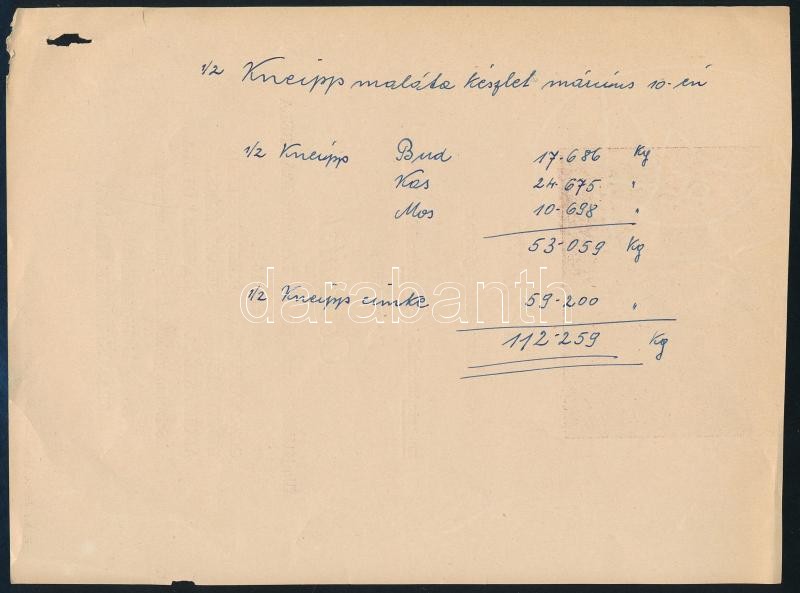 1/2 Kneipp maláta készlet március 10-én
1/2 Kneipp Bud 17-686 Kg
Kas 24-675 "
Mos 10-698 "
53-059 Kg
1/2 Kneipp cimke 59-200 "
112-259 Kg
darabanth